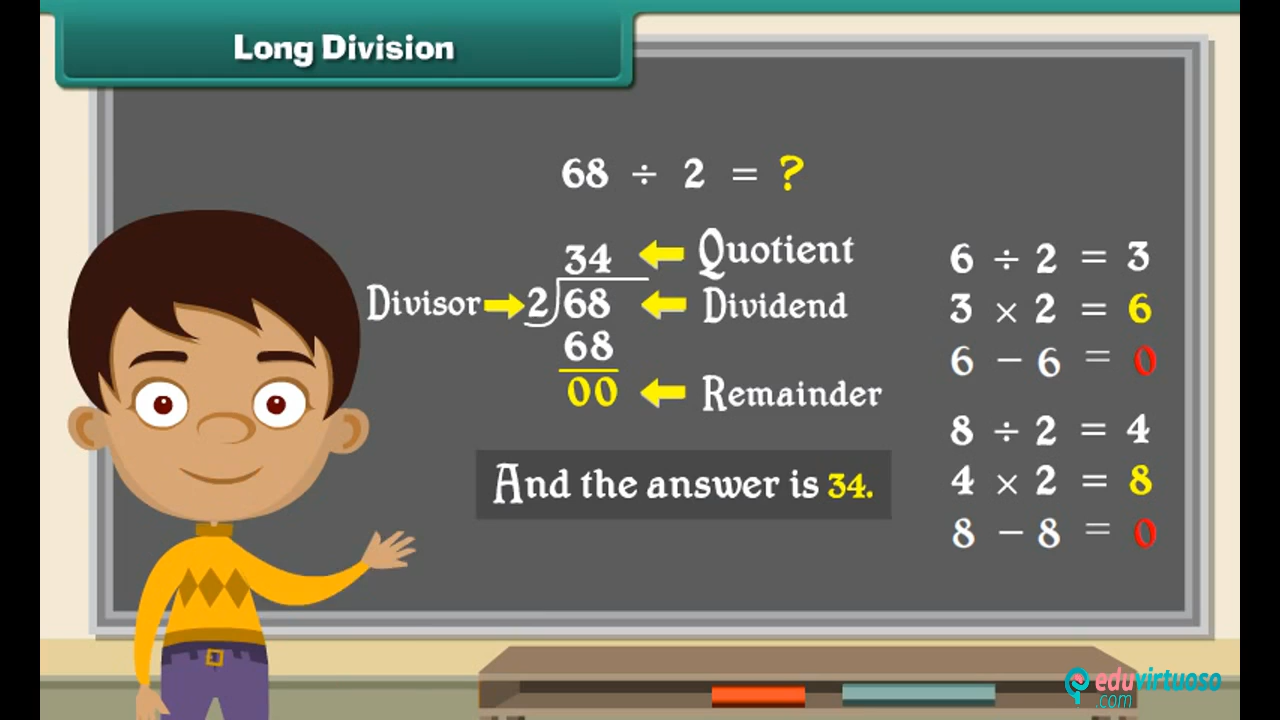 Long Division
68 ÷ 2 = ?
34 Quotient
Divisor 2 68 Dividend
68
00 Remainder
And the answer is 34.
6 ÷ 2 = 3
3 × 2 = 6
6 − 6 = 0
8 ÷ 2 = 4
4 × 2 = 8
8 − 8 = 0
eduvirtuoso
.com